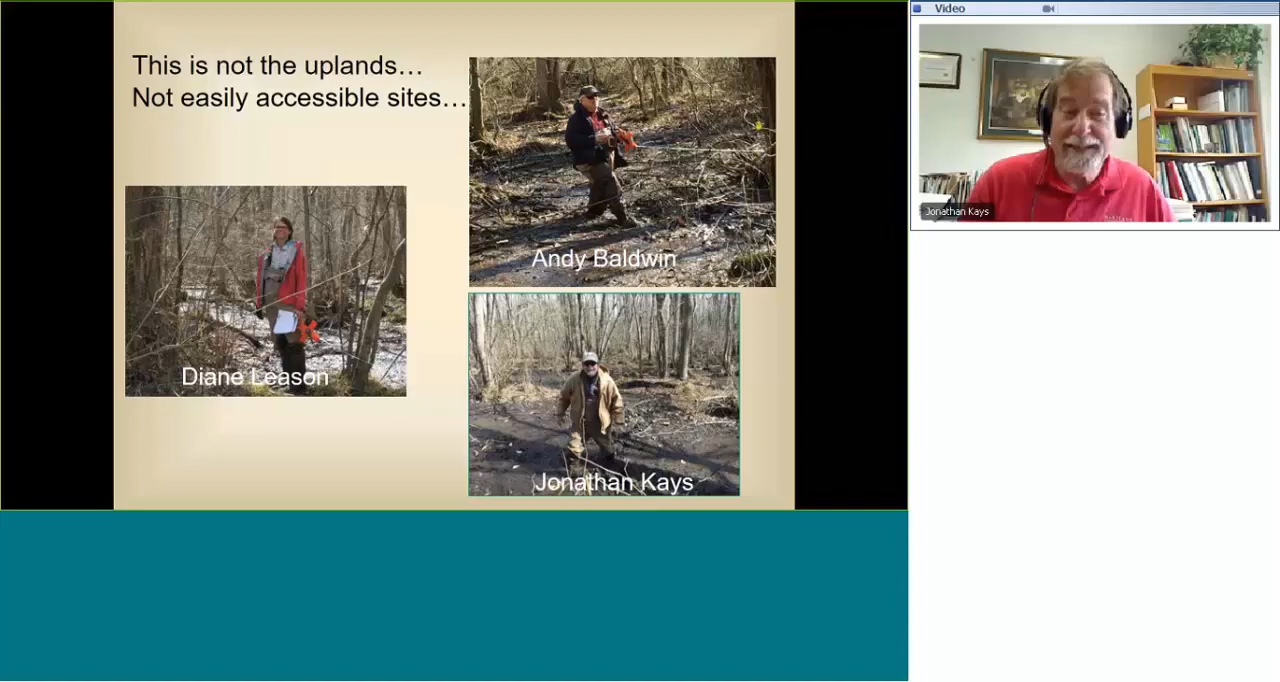 This is not the uplands…
Not easily accessible sites…
Andy Baldwin
Diane Leason
Jonathan Kays
Video
Jonathan Kays